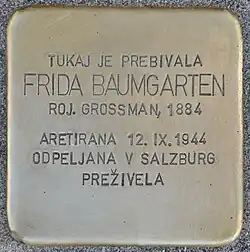 TUKAJ JE PREBIVALA
FRIDA BAUMGARTEN
ROJ. GROSSMAN, 1884
ARETIRANA 12. IX. 1944
ODPELJANA V SALZBURG
PREŽIVELA